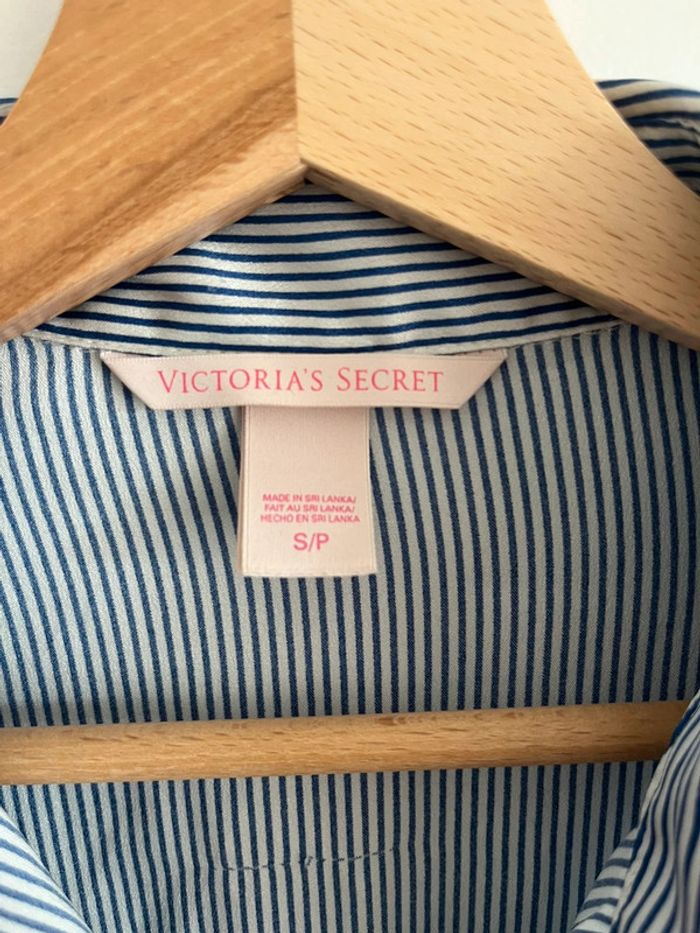 VICTORIA'S SECRET
MADE IN SRI LANKA/
FAIT AU SRI LANKA/
HECHO EN SRI LANKA
S/P